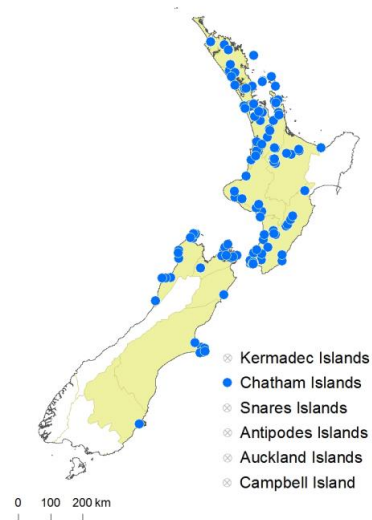 Kermadec Islands
Chatham Islands
Snares Islands
Antipodes Islands
Auckland Islands
Campbell Island
0 100 200 km